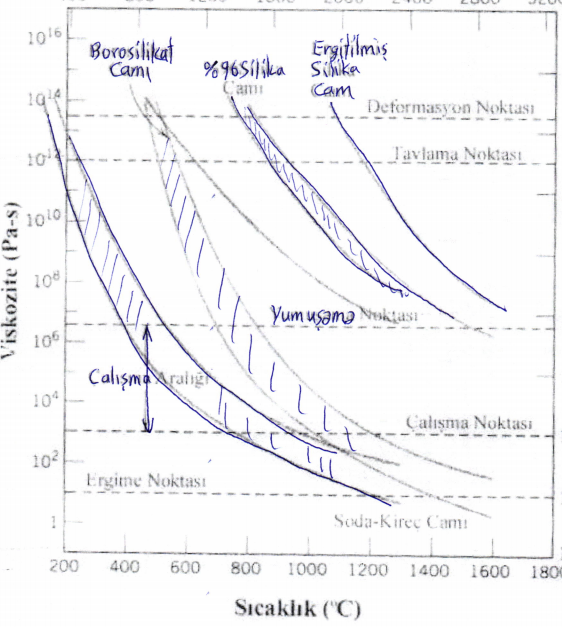 10^16
10^14
10^12
10^10
10^8
10^6
10^4
10^2
1
Viskozite (Pa-s)
Borosilikat
Camı
%96 Silika
Camı
Ergitilmiş
Silika
Cam
Deformasyon Noktası
Tavlama Noktası
Yumuşama Noktası
Çalışma Aralığı
Çalışma Noktası
Ergime Noktası
Soda-Kireç Camı
200 400 600 800 1000 1200 1400 1600 1800
Sıcaklık (°C)